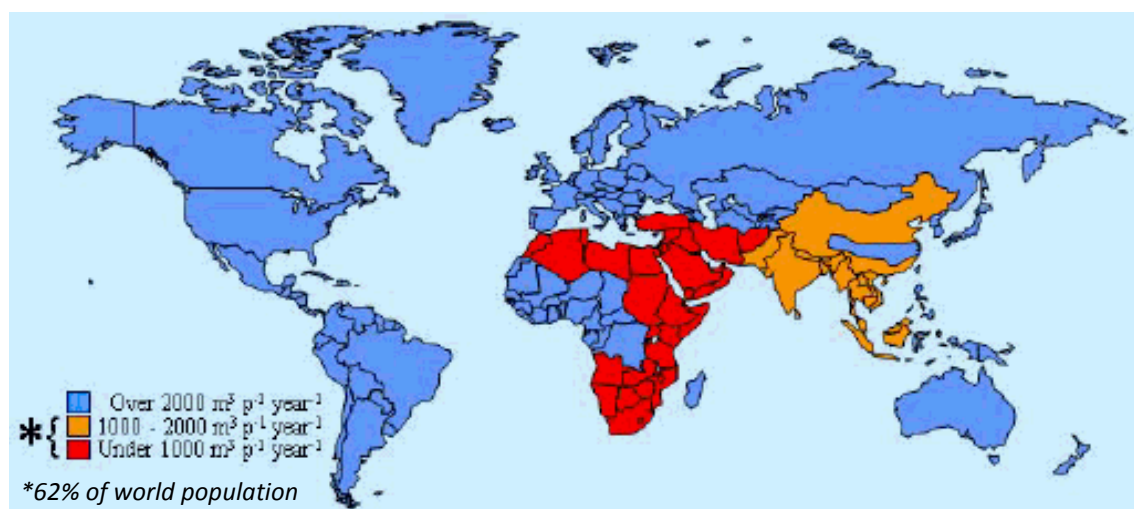 Over 2000 m³ p⁻¹ year⁻¹
* { 1000 - 2000 m³ p⁻¹ year⁻¹
Under 1000 m³ p⁻¹ year⁻¹
*62% of world population